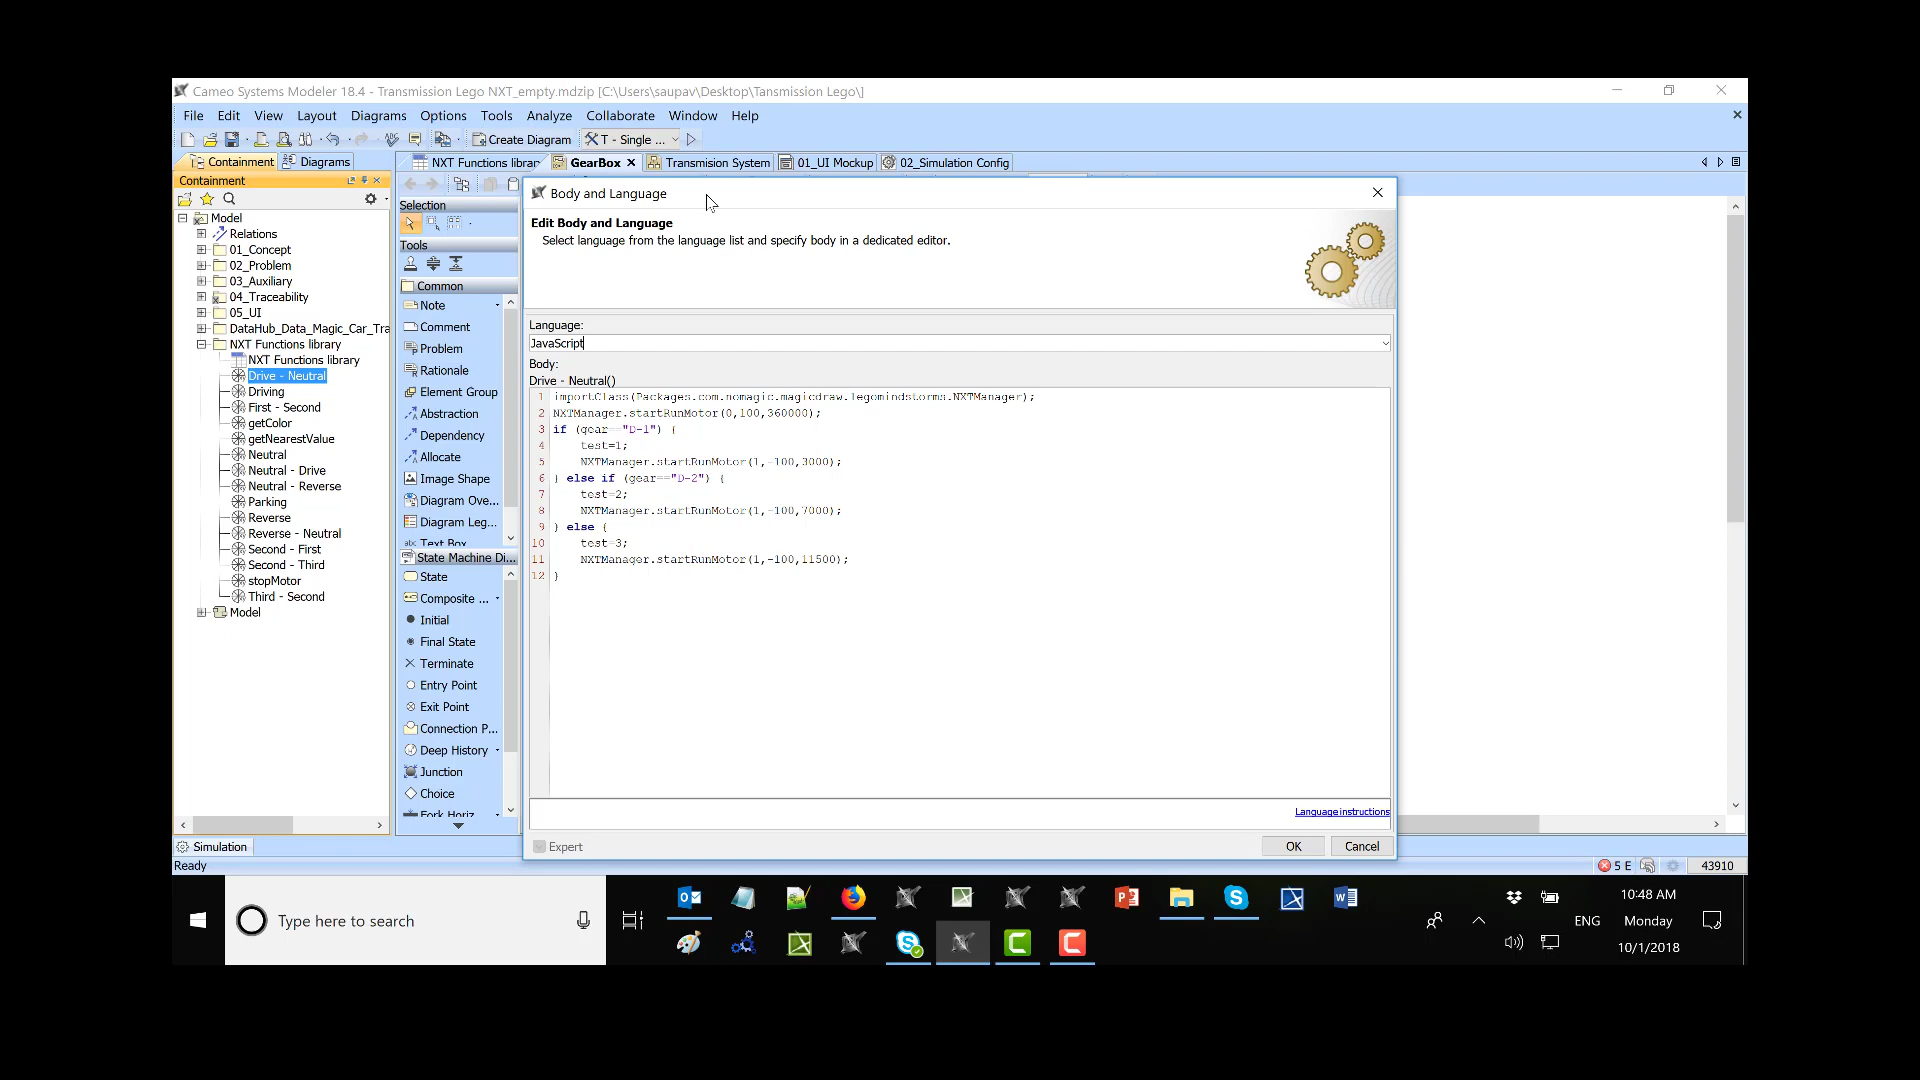 Cameo Systems Modeler 18.4 - Transmission Lego NXT_empty.mdzip [C:\Users\saupav\Desktop\Tansmission Lego\]
File Edit View Layout Diagrams Options Tools Analyze Collaborate Window Help
Create Diagram T - Single ...
Containment Diagrams
NXT Functions librar GearBox Transmision System 01_UI Mockup 02_Simulation Config
Containment
Model
Relations
01_Concept
02_Problem
03_Auxiliary
04_Traceability
05_UI
DataHub_Data_Magic_Car_Tra
NXT Functions library
NXT Functions library
Drive - Neutral
Driving
First - Second
getColor
getNearestValue
Neutral
Neutral - Drive
Neutral - Reverse
Parking
Reverse
Reverse - Neutral
Second - First
Second - Third
stopMotor
Third - Second
Model
Selection
Tools
Common
Note
Comment
Problem
Rationale
Element Group
Abstraction
Dependency
Allocate
Image Shape
Diagram Ove...
Diagram Leg...
abc Text Box
State Machine Di...
State
Composite ...
Initial
Final State
Terminate
Entry Point
Exit Point
Connection P...
Deep History
Junction
Choice
Fork Horiz
Body and Language
Edit Body and Language
Select language from the language list and specify body in a dedicated editor.
Language:
JavaScript
Body:
Drive - Neutral()
1 importClass(Packages.com.nomagic.magicdraw.legomindstorms.NXTManager);
2 NXTManager.startRunMotor(0,100,360000);
3 if (gear=="D-1") {
4 test=1;
5 NXTManager.startRunMotor(1,-100,3000);
6 } else if (gear=="D-2") {
7 test=2;
8 NXTManager.startRunMotor(1,-100,7000);
9 } else {
10 test=3;
11 NXTManager.startRunMotor(1,-100,11500);
12 }
Language instructions
Expert
OK Cancel
Simulation
Ready
5 E
43910
Type here to search
ENG
10:48 AM
Monday
10/1/2018